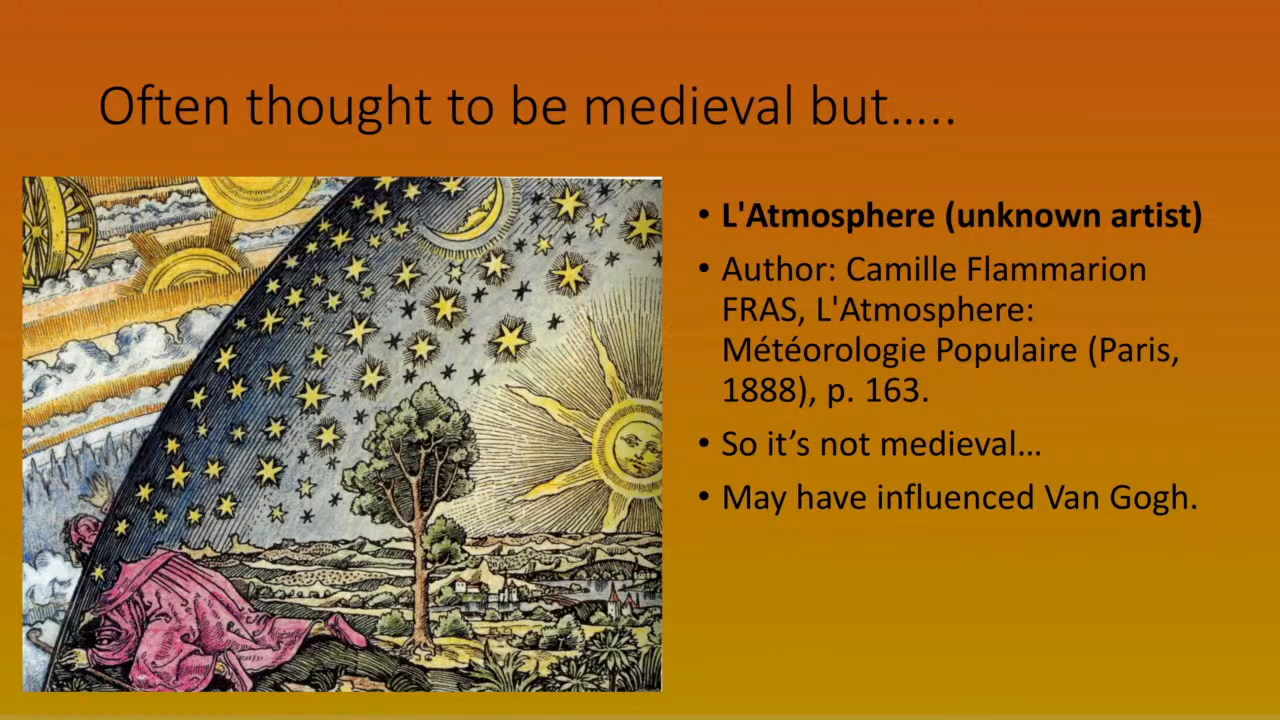 Often thought to be medieval but…..
• L'Atmosphere (unknown artist)
• Author: Camille Flammarion
FRAS, L'Atmosphere:
Météorologie Populaire (Paris,
1888), p. 163.
• So it’s not medieval…
• May have influenced Van Gogh.